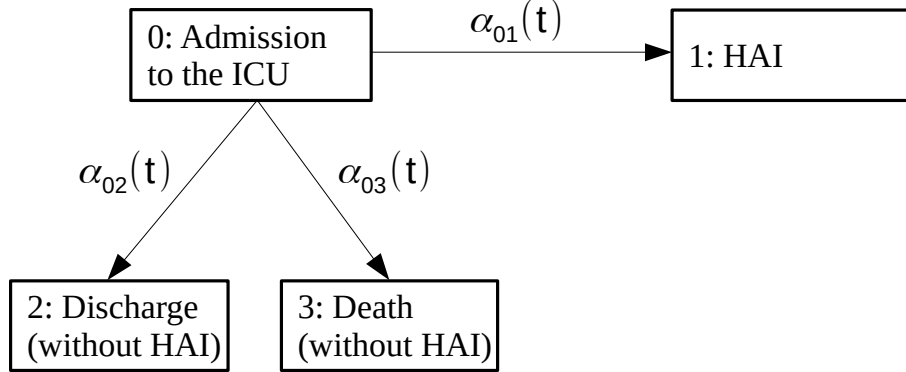 α01(t)
0: Admission
to the ICU
1: HAI
α02(t)
α03(t)
2: Discharge
(without HAI)
3: Death
(without HAI)